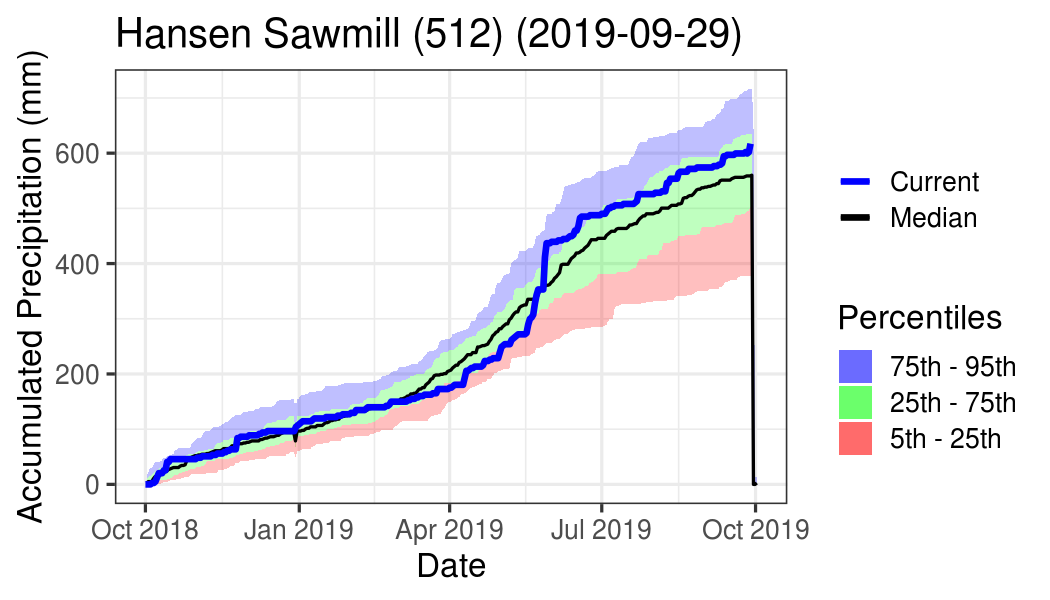 Hansen Sawmill (512) (2019-09-29)
Accumulated Precipitation (mm)
600
400
200
0
Oct 2018
Jan 2019
Apr 2019
Jul 2019
Oct 2019
Date
Current
Median
Percentiles
75th - 95th
25th - 75th
5th - 25th